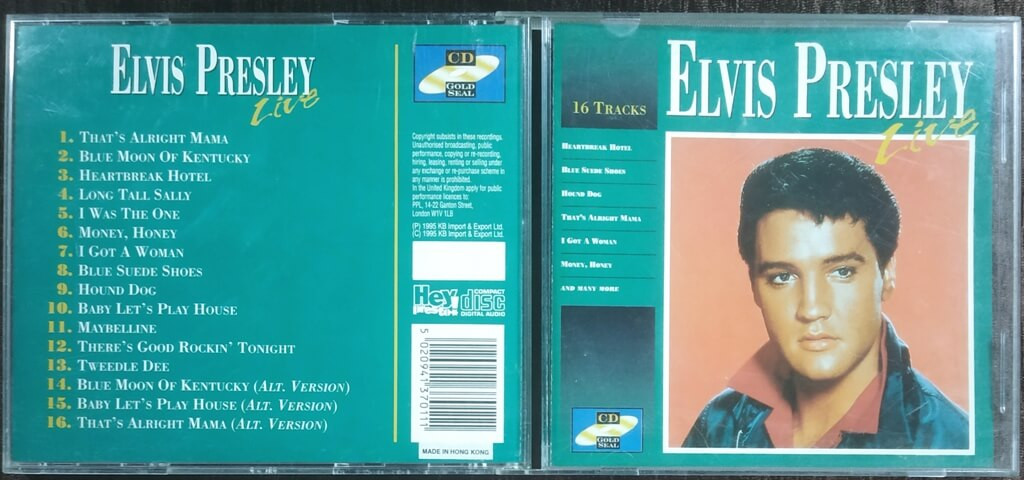 ELVIS PRESLEY
Live
1. THAT'S ALRIGHT MAMA
2. BLUE MOON OF KENTUCKY
3. HEARTBREAK HOTEL
4. LONG TALL SALLY
5. I WAS THE ONE
6. MONEY, HONEY
7. I GOT A WOMAN
8. BLUE SUEDE SHOES
9. HOUND DOG
10. BABY LET'S PLAY HOUSE
11. MAYBELLINE
12. THERE'S GOOD ROCKIN' TONIGHT
13. TWEEDLE DEE
14. BLUE MOON OF KENTUCKY (ALT. VERSION)
15. BABY LET'S PLAY HOUSE (ALT. VERSION)
16. THAT'S ALRIGHT MAMA (ALT. VERSION)
CD
GOLD
SEAL
Copyright subsists in these recordings.
Unauthorised broadcasting, public
performance, copying or re-recording,
hiring, leasing, renting or selling under
any exchange or re-purchase scheme in
any manner is prohibited.
In the United Kingdom apply for public
performance licences to:
PPL, 14-22 Ganton Street,
London W1V 1LB
(P) 1995 KB Import & Export Ltd.
(C) 1995 KB Import & Export Ltd.
Hey presto!
COMPACT
disc
DIGITAL AUDIO
5 020941 370111
MADE IN HONG KONG
16 TRACKS
ELVIS PRESLEY
Live
HEARTBREAK HOTEL
BLUE SUEDE SHOES
HOUND DOG
THAT'S ALRIGHT MAMA
I GOT A WOMAN
MONEY, HONEY
AND MANY MORE
CD
GOLD
SEAL